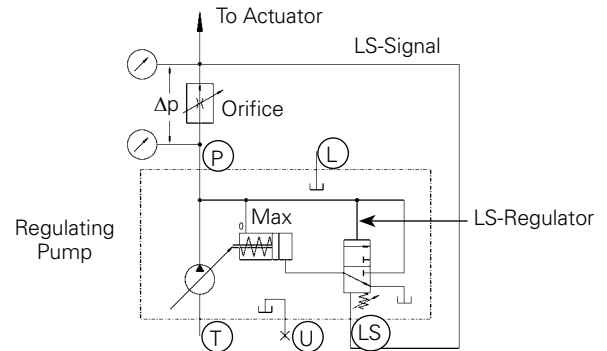 To Actuator
LS-Signal
Δp
Orifice
P
L
0
Max
LS-Regulator
Regulating
Pump
T
U
LS